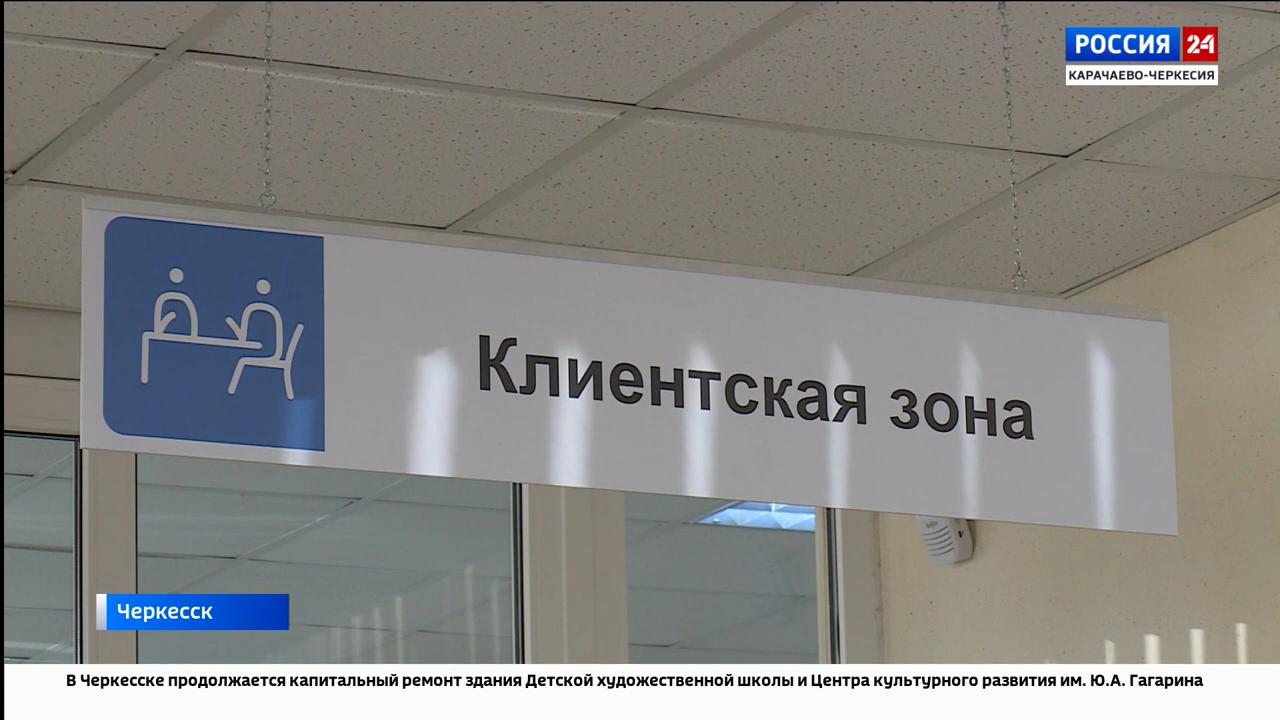 РОССИЯ 24
КАРАЧАЕВО-ЧЕРКЕСИЯ
Клиентская зона
Черкесск
В Черкесске продолжается капитальный ремонт здания Детской художественной школы и Центра культурного развития им. Ю.А. Гагарина